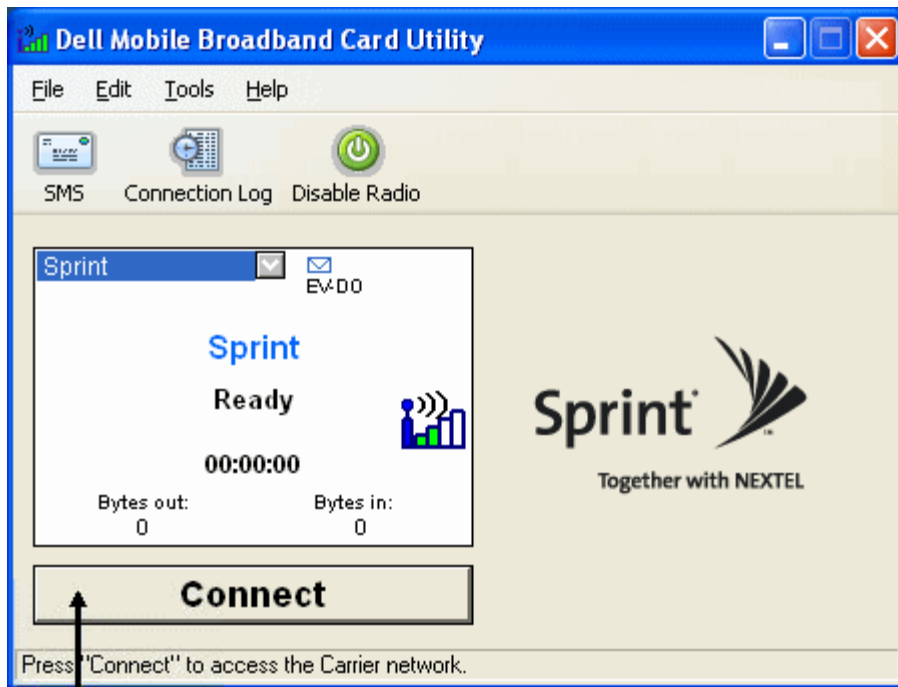 Dell Mobile Broadband Card Utility
File Edit Tools Help
SMS Connection Log Disable Radio
Sprint
EV-DO
Sprint
Ready
00:00:00
Bytes out: Bytes in:
0 0
Sprint
Together with NEXTEL
Connect
Press "Connect" to access the Carrier network.